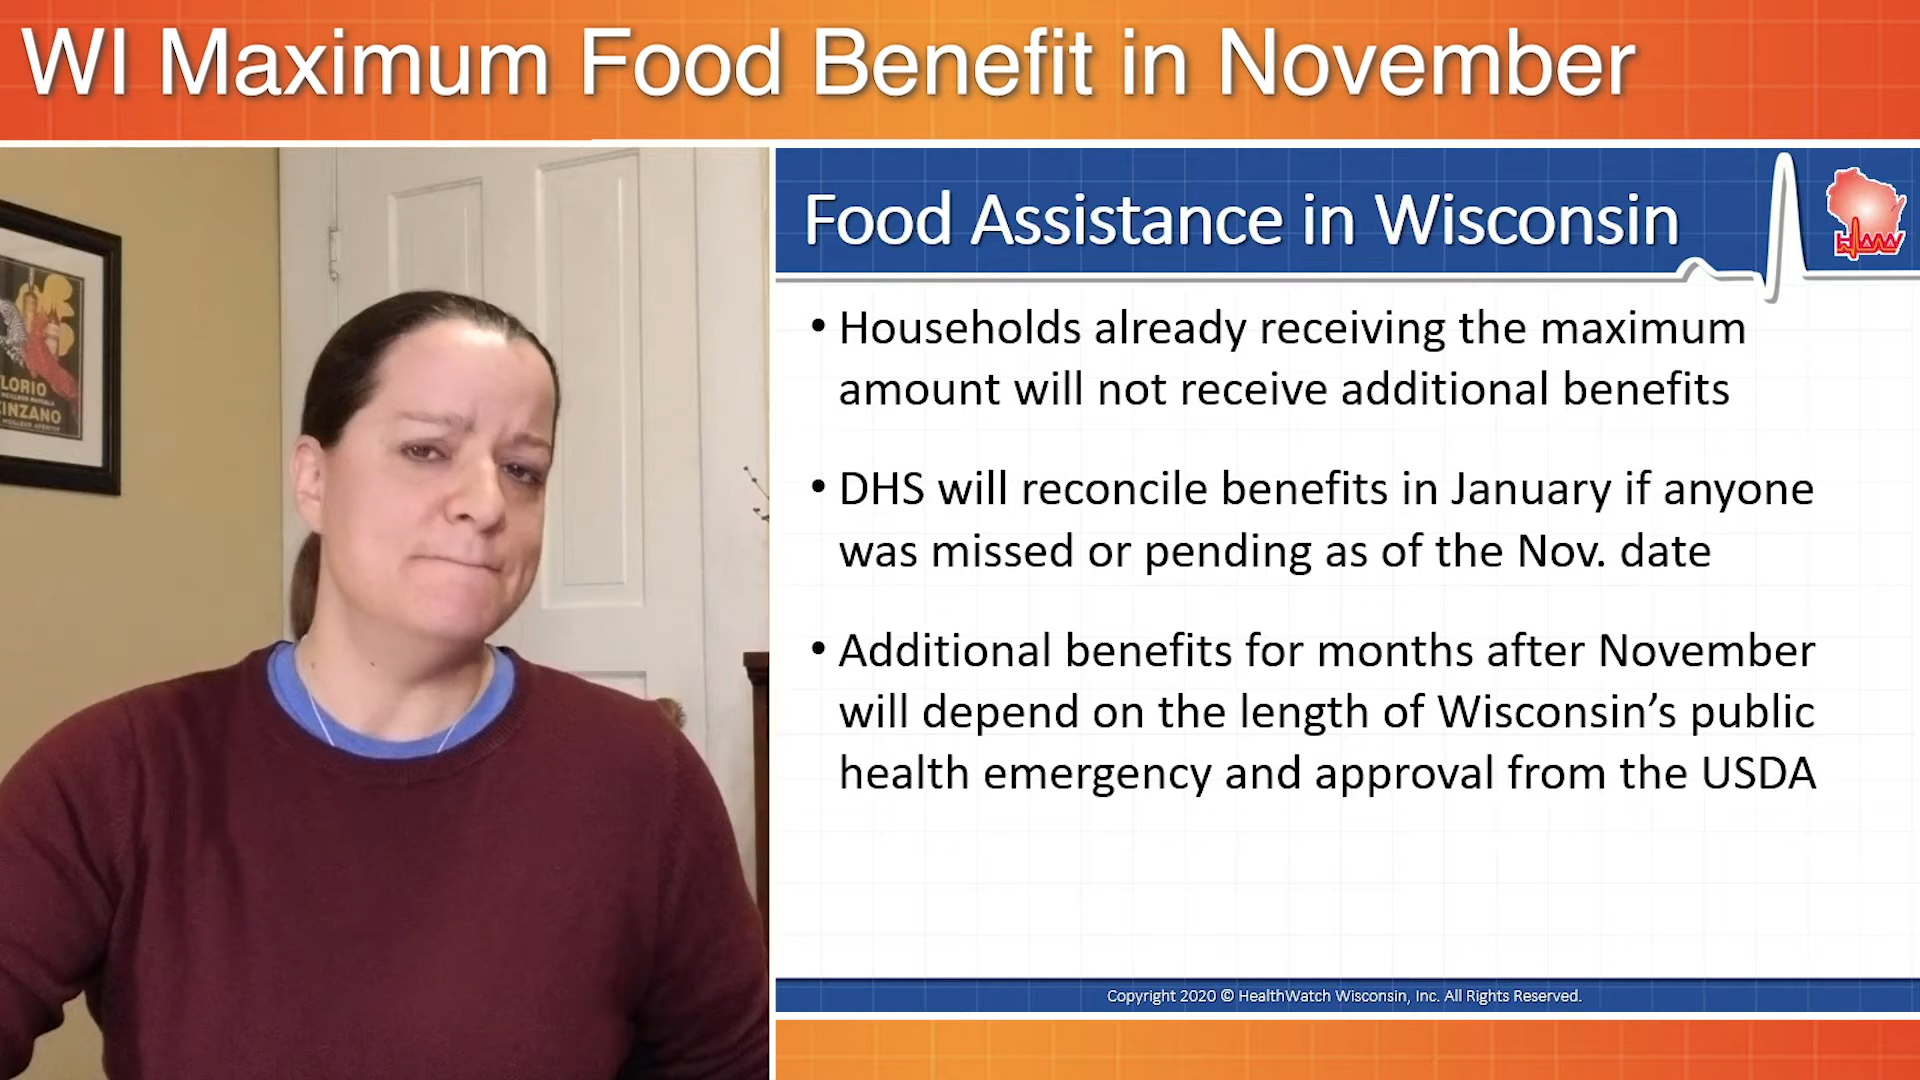 WI Maximum Food Benefit in November
Food Assistance in Wisconsin
• Households already receiving the maximum
amount will not receive additional benefits
• DHS will reconcile benefits in January if anyone
was missed or pending as of the Nov. date
• Additional benefits for months after November
will depend on the length of Wisconsin’s public
health emergency and approval from the USDA
Copyright 2020 © HealthWatch Wisconsin, Inc. All Rights Reserved.
LORIO
INZANO